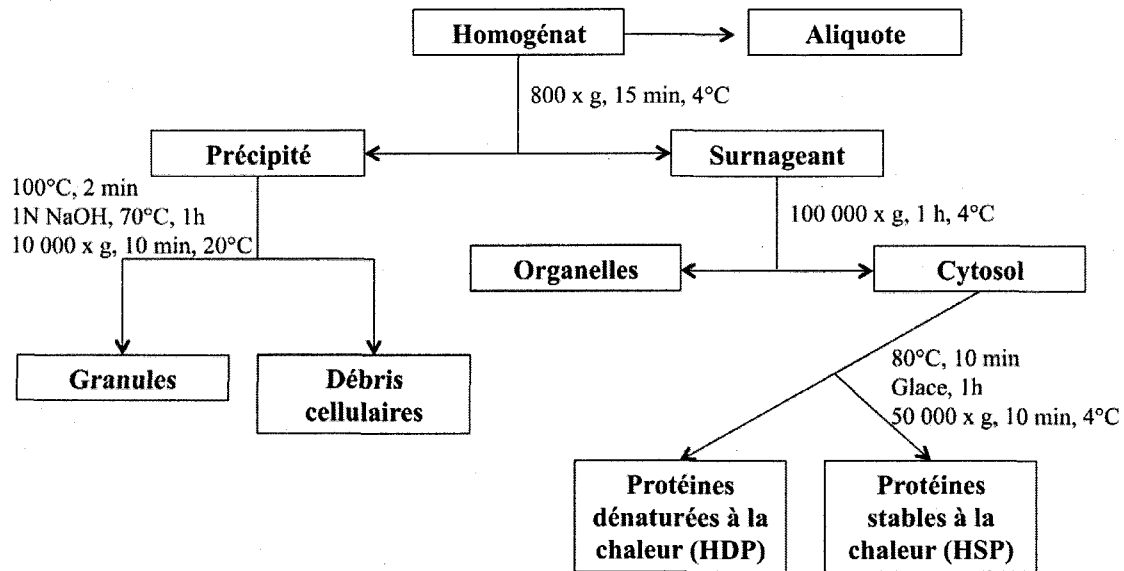 Homogénat
Aliquote
800 x g, 15 min, 4°C
Précipité
Surnageant
100°C, 2 min
1N NaOH, 70°C, 1h
10 000 x g, 10 min, 20°C
100 000 x g, 1 h, 4°C
Organelles
Cytosol
Granules
Débris
cellulaires
80°C, 10 min
Glace, 1h
50 000 x g, 10 min, 4°C
Protéines
dénaturées à la
chaleur (HDP)
Protéines
stables à la
chaleur (HSP)